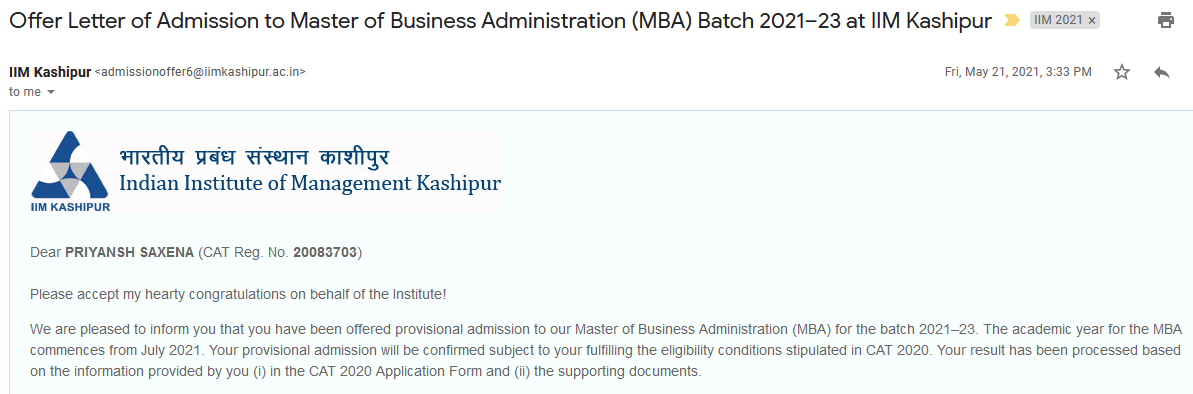 Offer Letter of Admission to Master of Business Administration (MBA) Batch 2021–23 at IIM Kashipur IIM 2021 x
IIM Kashipur <admissionoffer6@iimkashipur.ac.in> Fri, May 21, 2021, 3:33 PM
to me
भारतीय प्रबंध संस्थान काशीपुर
Indian Institute of Management Kashipur
IIM KASHIPUR
Dear PRIYANSH SAXENA (CAT Reg. No. 20083703)
Please accept my hearty congratulations on behalf of the Institute!
We are pleased to inform you that you have been offered provisional admission to our Master of Business Administration (MBA) for the batch 2021–23. The academic year for the MBA
commences from July 2021. Your provisional admission will be confirmed subject to your fulfilling the eligibility conditions stipulated in CAT 2020. Your result has been processed based
on the information provided by you (i) in the CAT 2020 Application Form and (ii) the supporting documents.